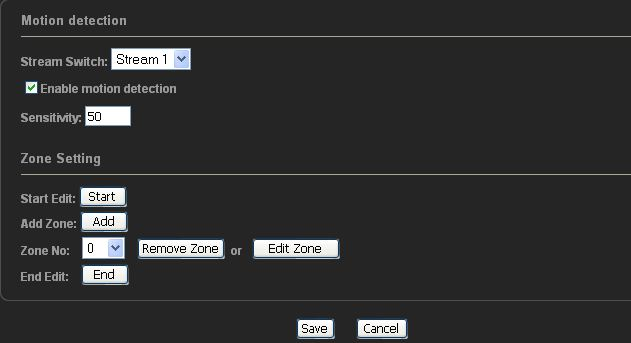 Motion detection
Stream Switch: Stream 1
Enable motion detection
Sensitivity: 50
Zone Setting
Start Edit: Start
Add Zone: Add
Zone No: 0 Remove Zone or Edit Zone
End Edit: End
Save Cancel